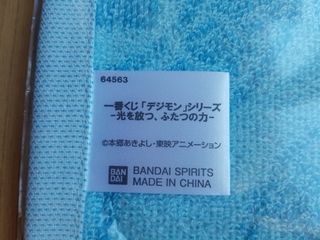 64563
一番くじ「デジモン」シリーズ
-光を放つ、ふたつの力-
©本郷あきよし・東映アニメーション
BAN
DAI
BANDAI SPIRITS
MADE IN CHINA